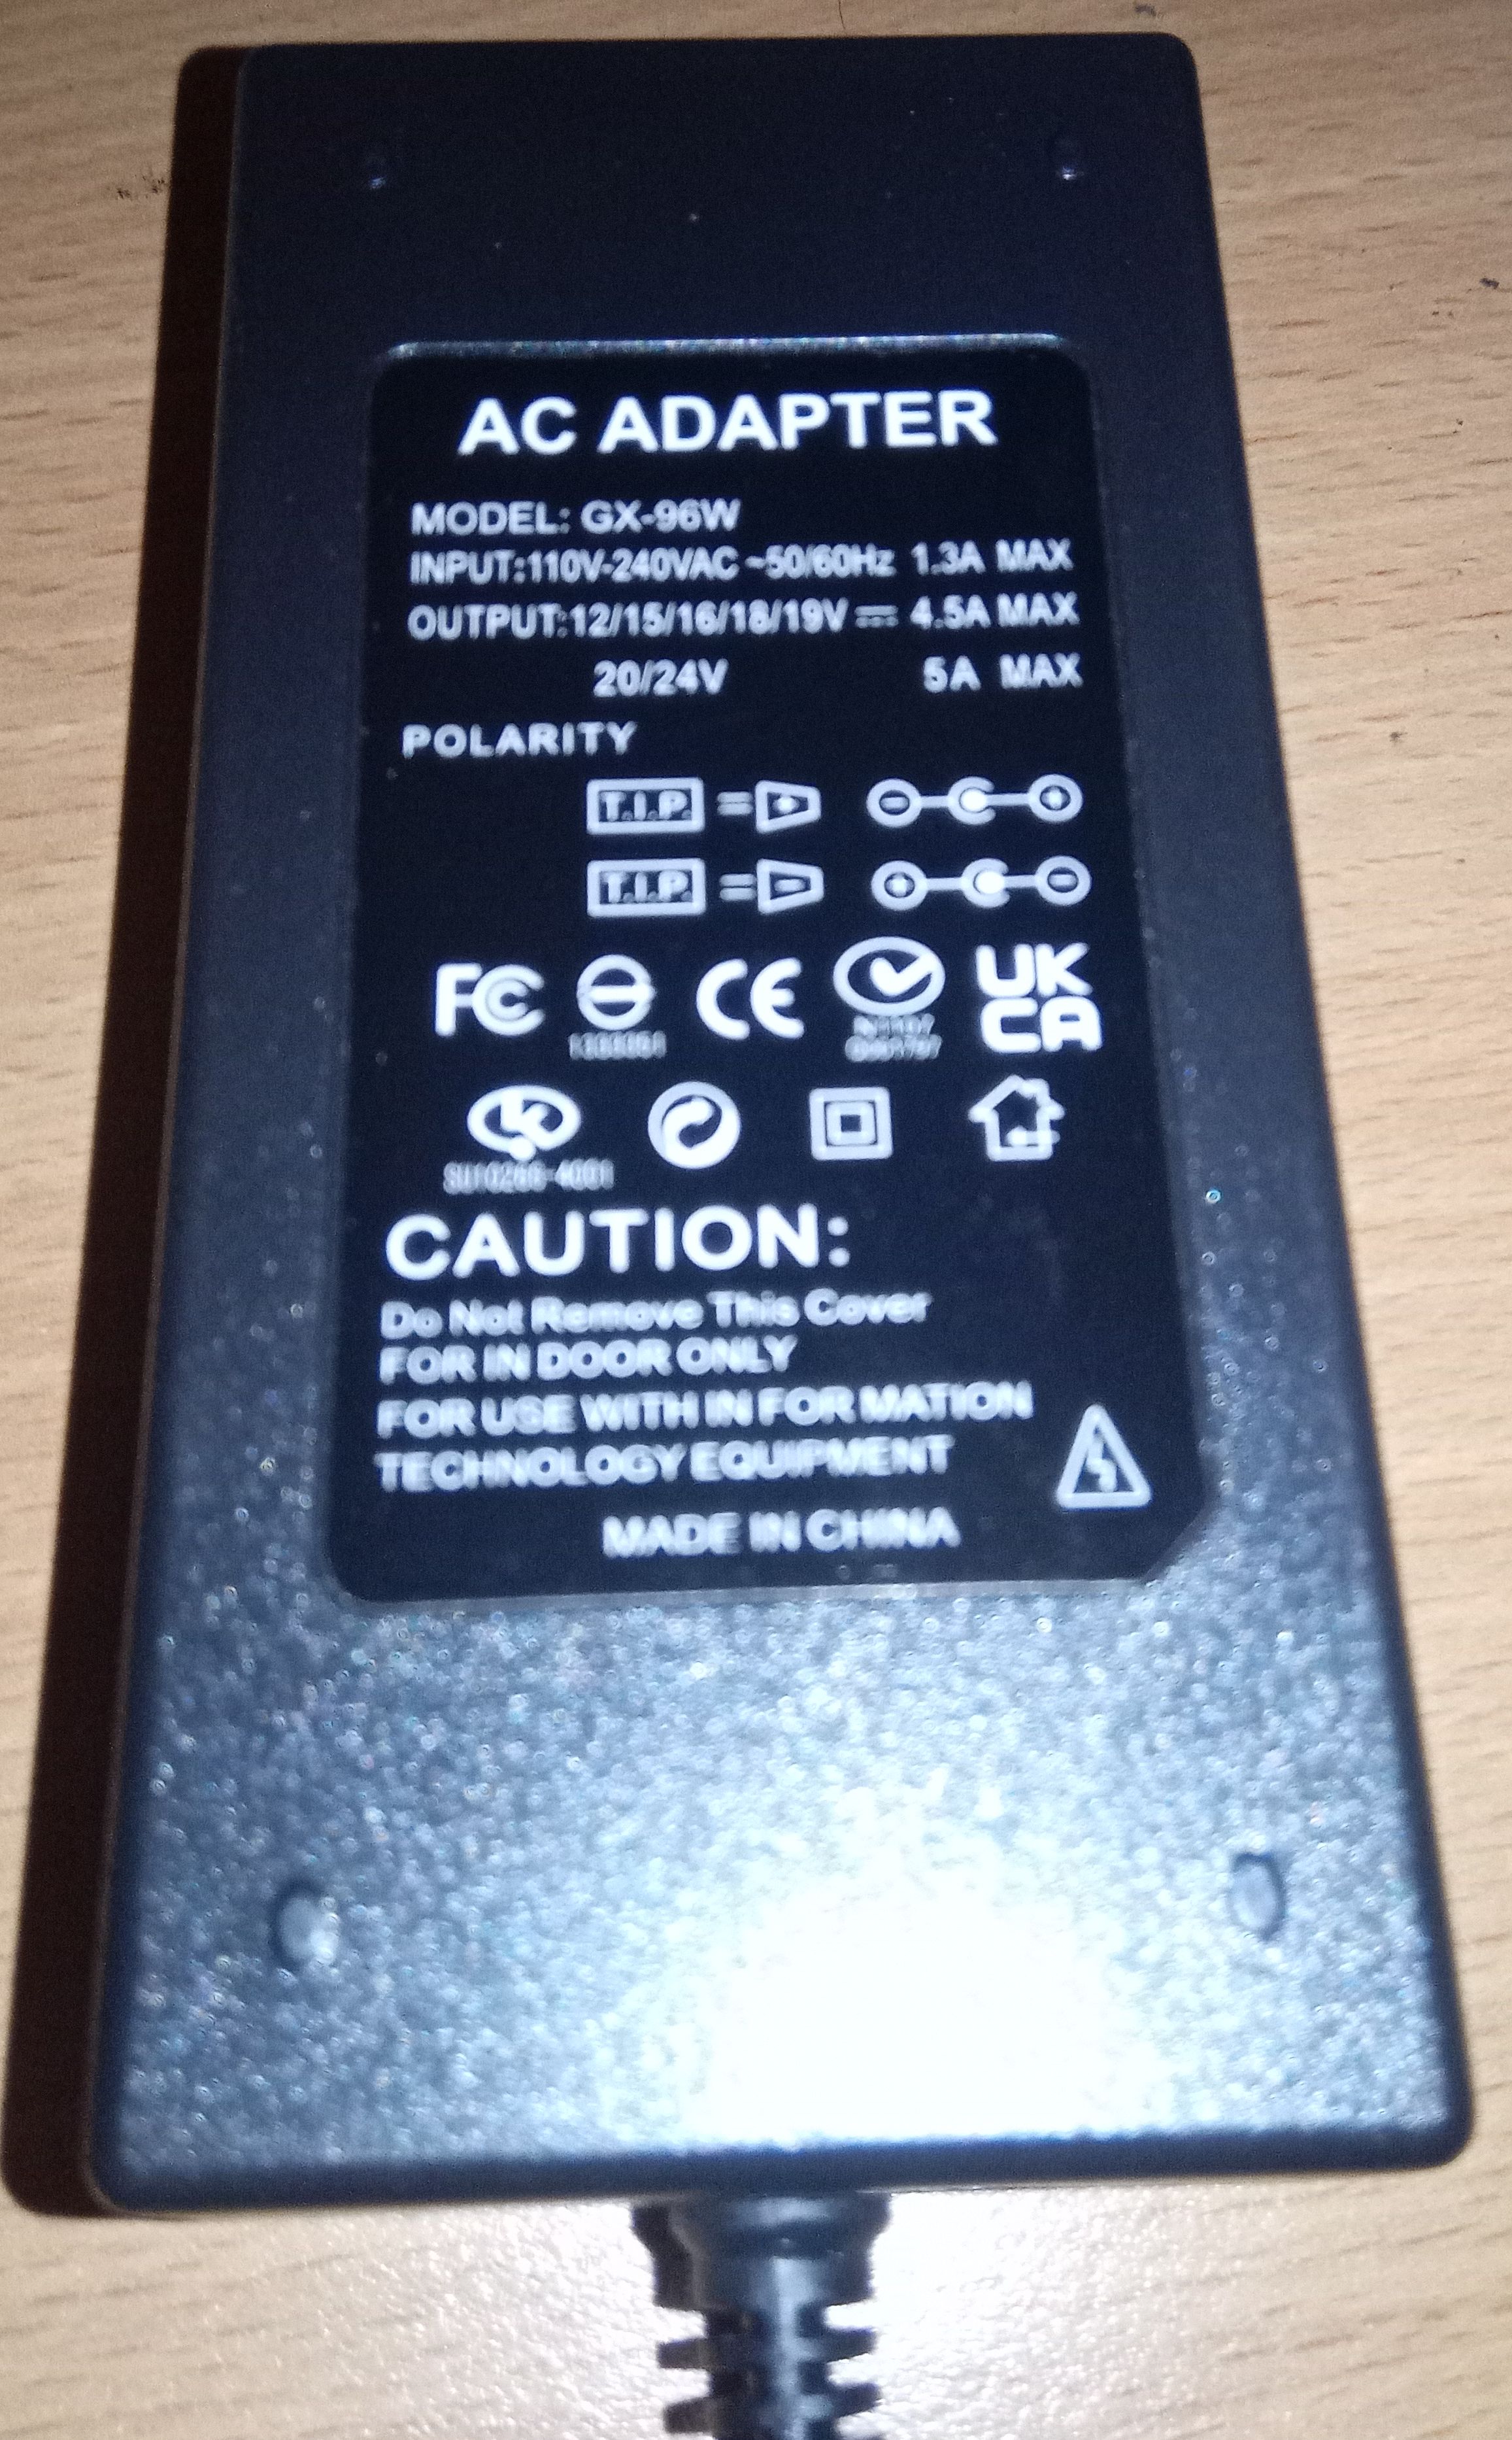 AC ADAPTER
MODEL: GX-96W
INPUT:110V-240VAC ~50/60Hz 1.3A MAX
OUTPUT:12/15/16/18/19V ⎓ 4.5A MAX
20/24V 5A MAX
POLARITY
T.I.P. =
T.I.P. =
FC CE UK
CA
CAUTION:
Do Not Remove This Cover
FOR IN DOOR ONLY
FOR USE WITH IN FOR MATION
TECHNOLOGY EQUIPMENT
MADE IN CHINA